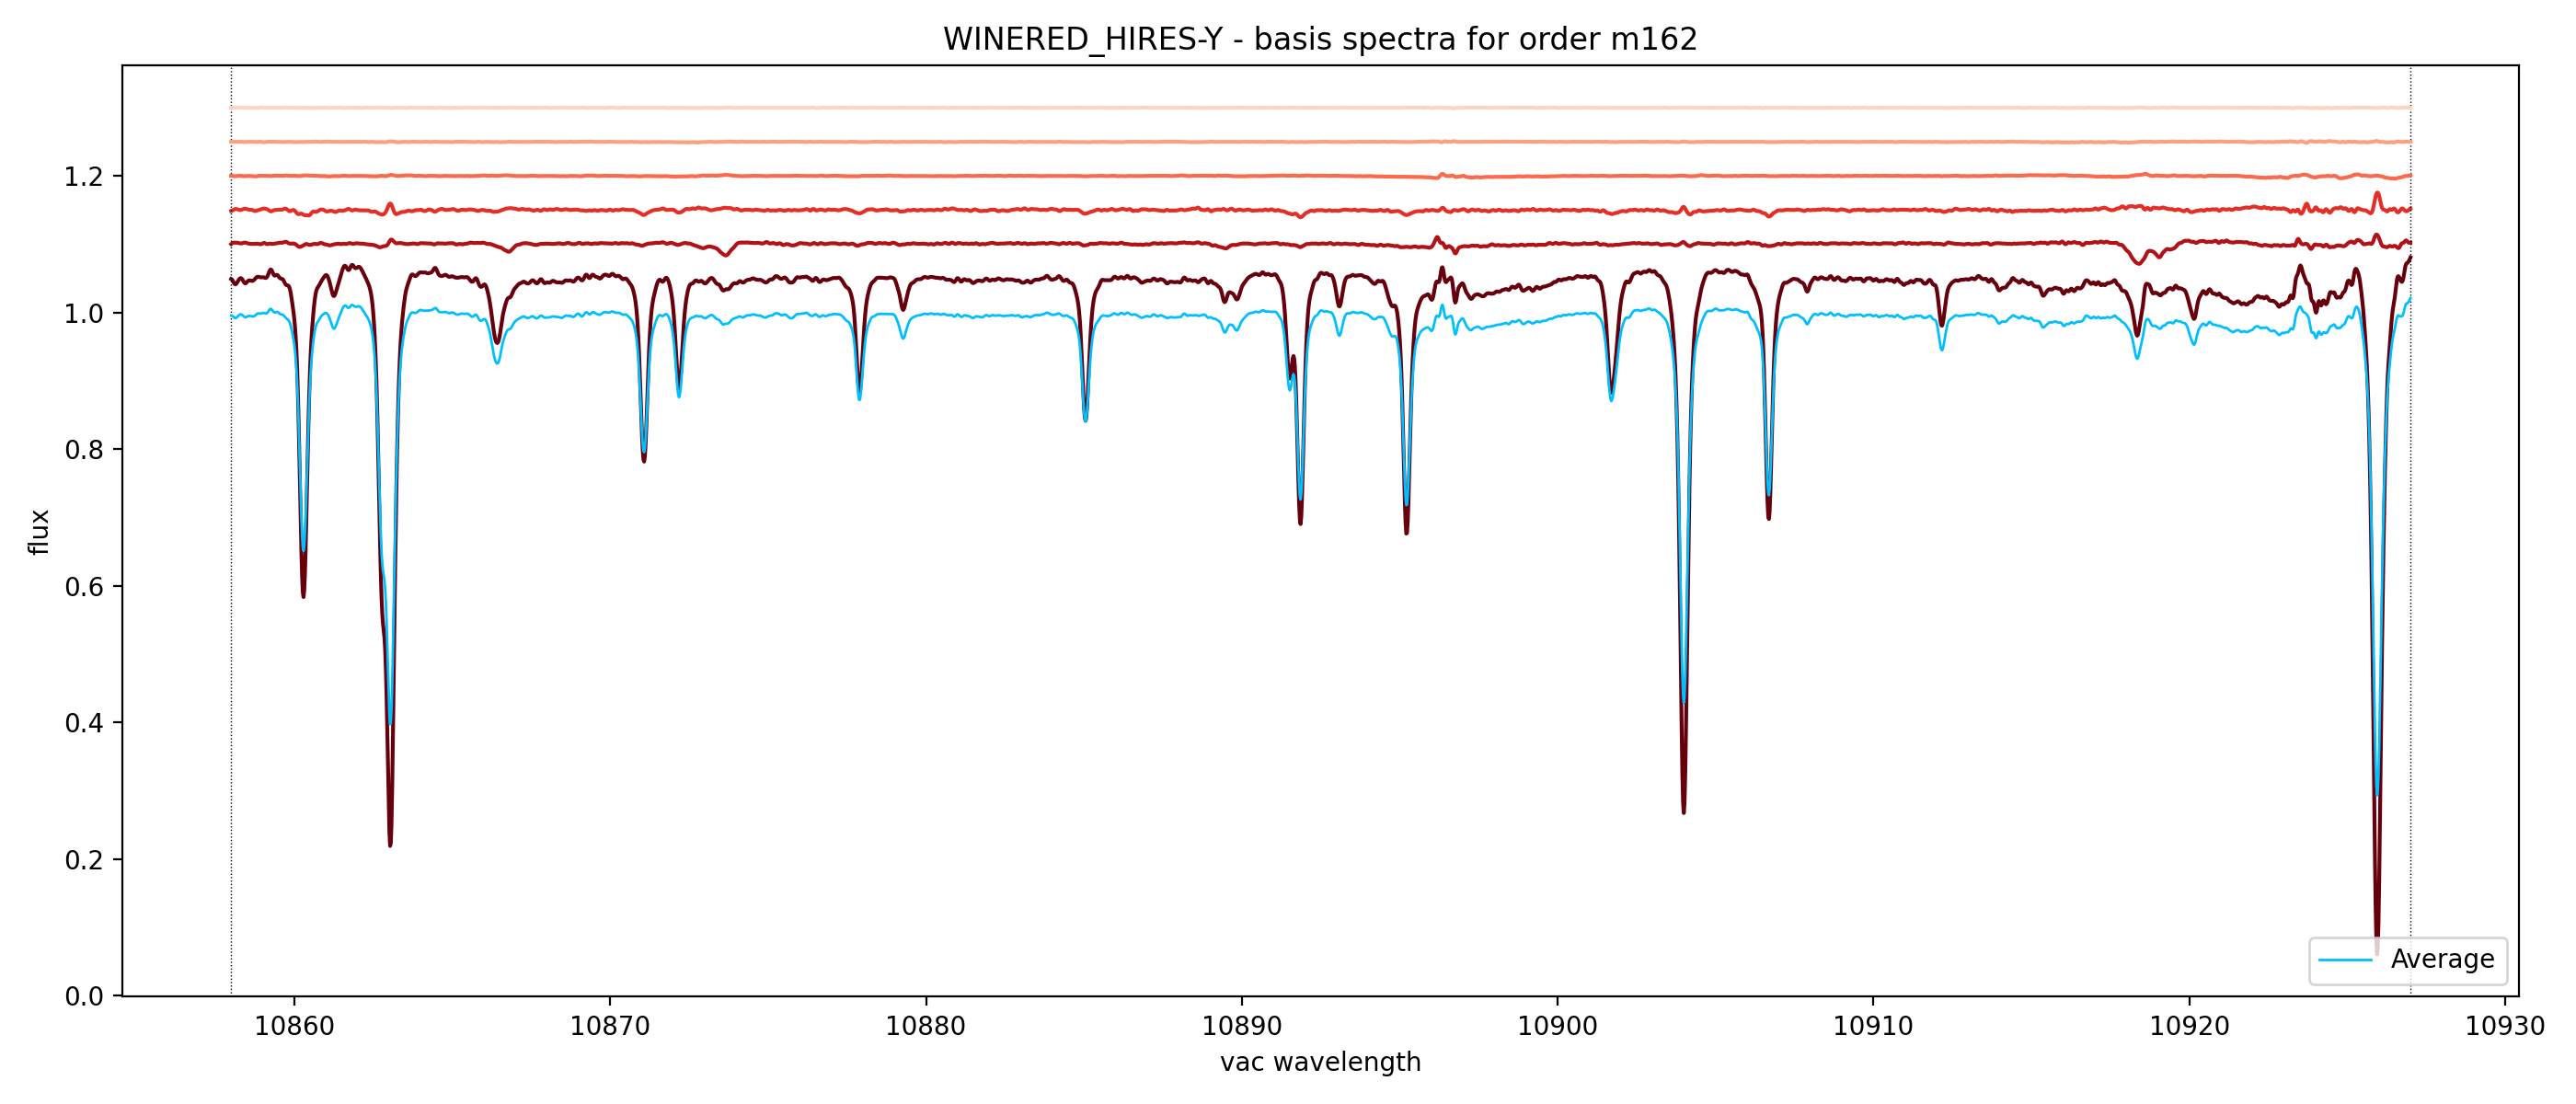 WINERED_HIRES-Y - basis spectra for order m162
flux
1.2
1.0
0.8
0.6
0.4
0.2
0.0
10860 10870 10880 10890 10900 10910 10920 10930
vac wavelength
Average